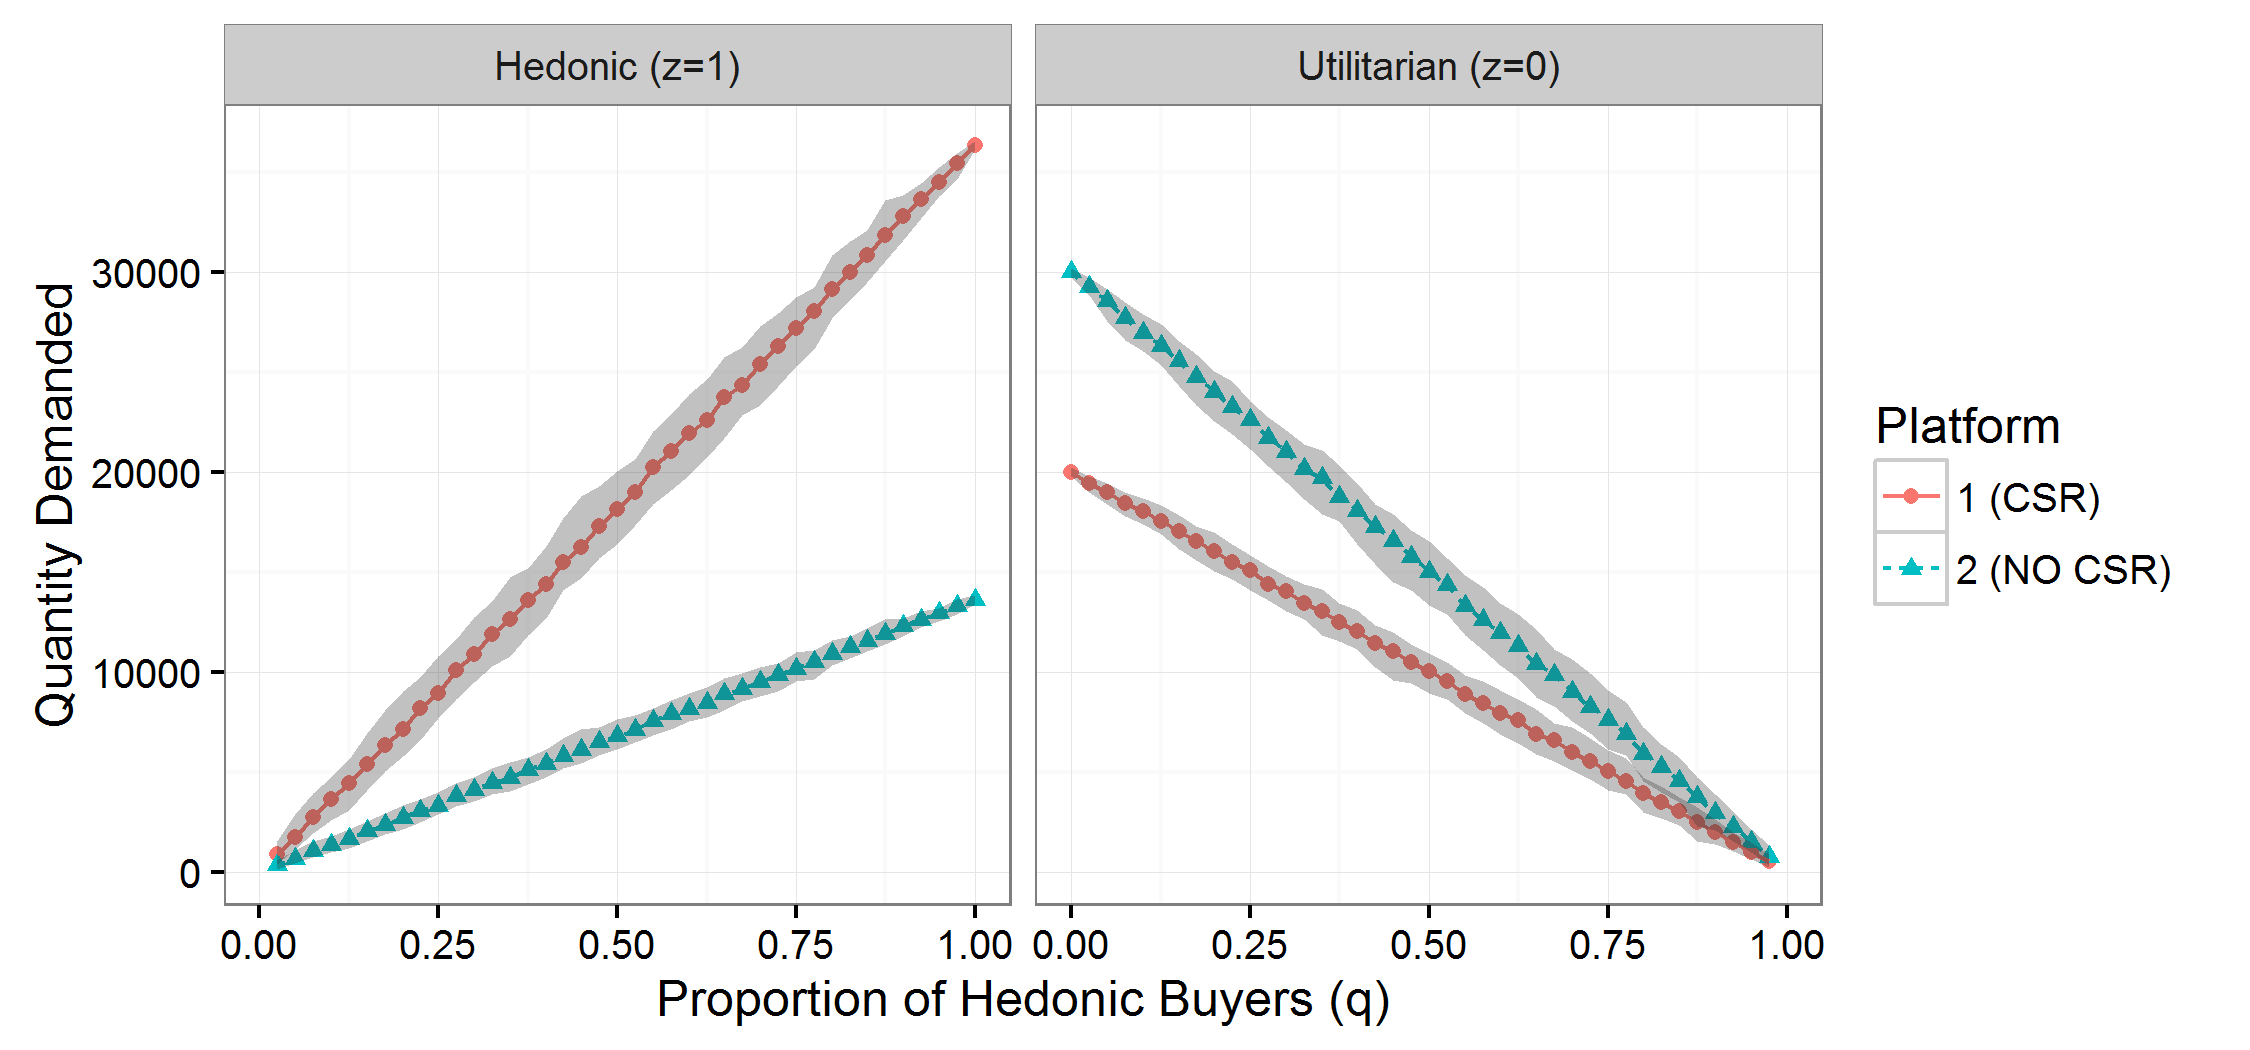 Hedonic (z=1)
Utilitarian (z=0)
Quantity Demanded
30000
20000
10000
0
0.00 0.25 0.50 0.75 1.00
0.00 0.25 0.50 0.75 1.00
Proportion of Hedonic Buyers (q)
Platform
1 (CSR)
2 (NO CSR)